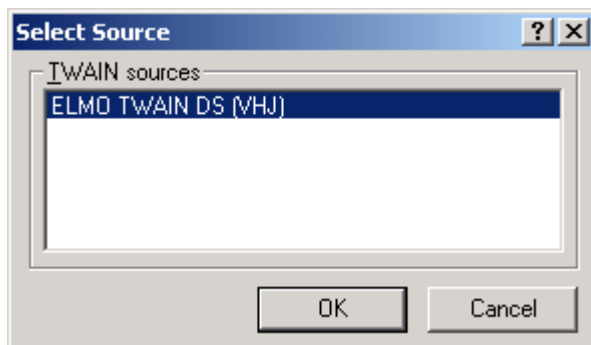 Select Source
TWAIN sources
ELMO TWAIN DS (VHJ)
OK Cancel